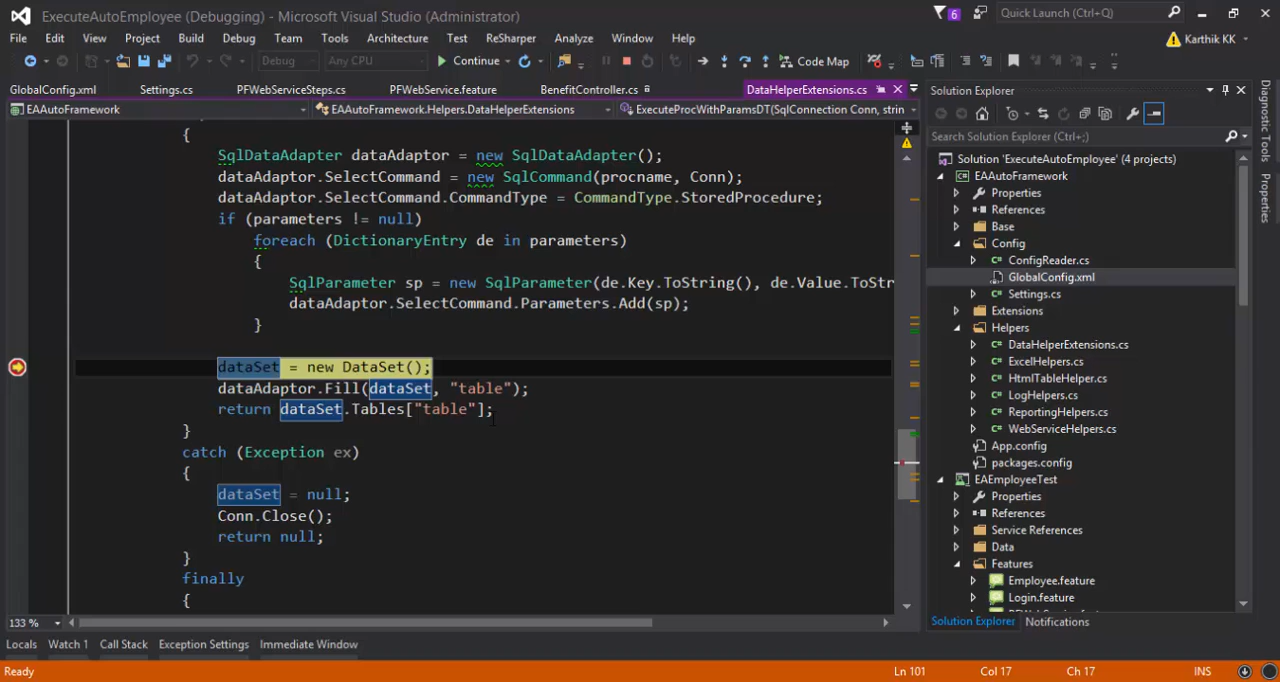 ExecuteAutoEmployee (Debugging) - Microsoft Visual Studio (Administrator)
6
Quick Launch (Ctrl+Q)
File Edit View Project Build Debug Team Tools Architecture Test ReSharper Analyze Window Help
Karthik KK
Debug Any CPU Continue Code Map
GlobalConfig.xml Settings.cs PFWebServiceSteps.cs PFWebService.feature BenefitController.cs DataHelperExtensions.cs
EAAutoFramework EAAutoFramework.Helpers.DataHelperExtensions ExecuteProcWithParamsDT(SqlConnection Conn, strin
{
SqlDataAdapter dataAdaptor = new SqlDataAdapter();
dataAdaptor.SelectCommand = new SqlCommand(procname, Conn);
dataAdaptor.SelectCommand.CommandType = CommandType.StoredProcedure;
if (parameters != null)
foreach (DictionaryEntry de in parameters)
{
SqlParameter sp = new SqlParameter(de.Key.ToString(), de.Value.ToStr
dataAdaptor.SelectCommand.Parameters.Add(sp);
}
dataSet = new DataSet();
dataAdaptor.Fill(dataSet, "table");
return dataSet.Tables["table"];
}
catch (Exception ex)
{
dataSet = null;
Conn.Close();
return null;
}
finally
{
133 %
Locals Watch 1 Call Stack Exception Settings Immediate Window
Solution Explorer
Search Solution Explorer (Ctrl+;)
Solution 'ExecuteAutoEmployee' (4 projects)
EAAutoFramework
Properties
References
Base
Config
ConfigReader.cs
GlobalConfig.xml
Settings.cs
Extensions
Helpers
DataHelperExtensions.cs
ExcelHelpers.cs
HtmlTableHelper.cs
LogHelpers.cs
ReportingHelpers.cs
WebServiceHelpers.cs
App.config
packages.config
EAEmployeeTest
Properties
References
Service References
Data
Features
Employee.feature
Login.feature
Solution Explorer Notifications
Diagnostic Tools
Properties
Ready Ln 101 Col 17 Ch 17 INS